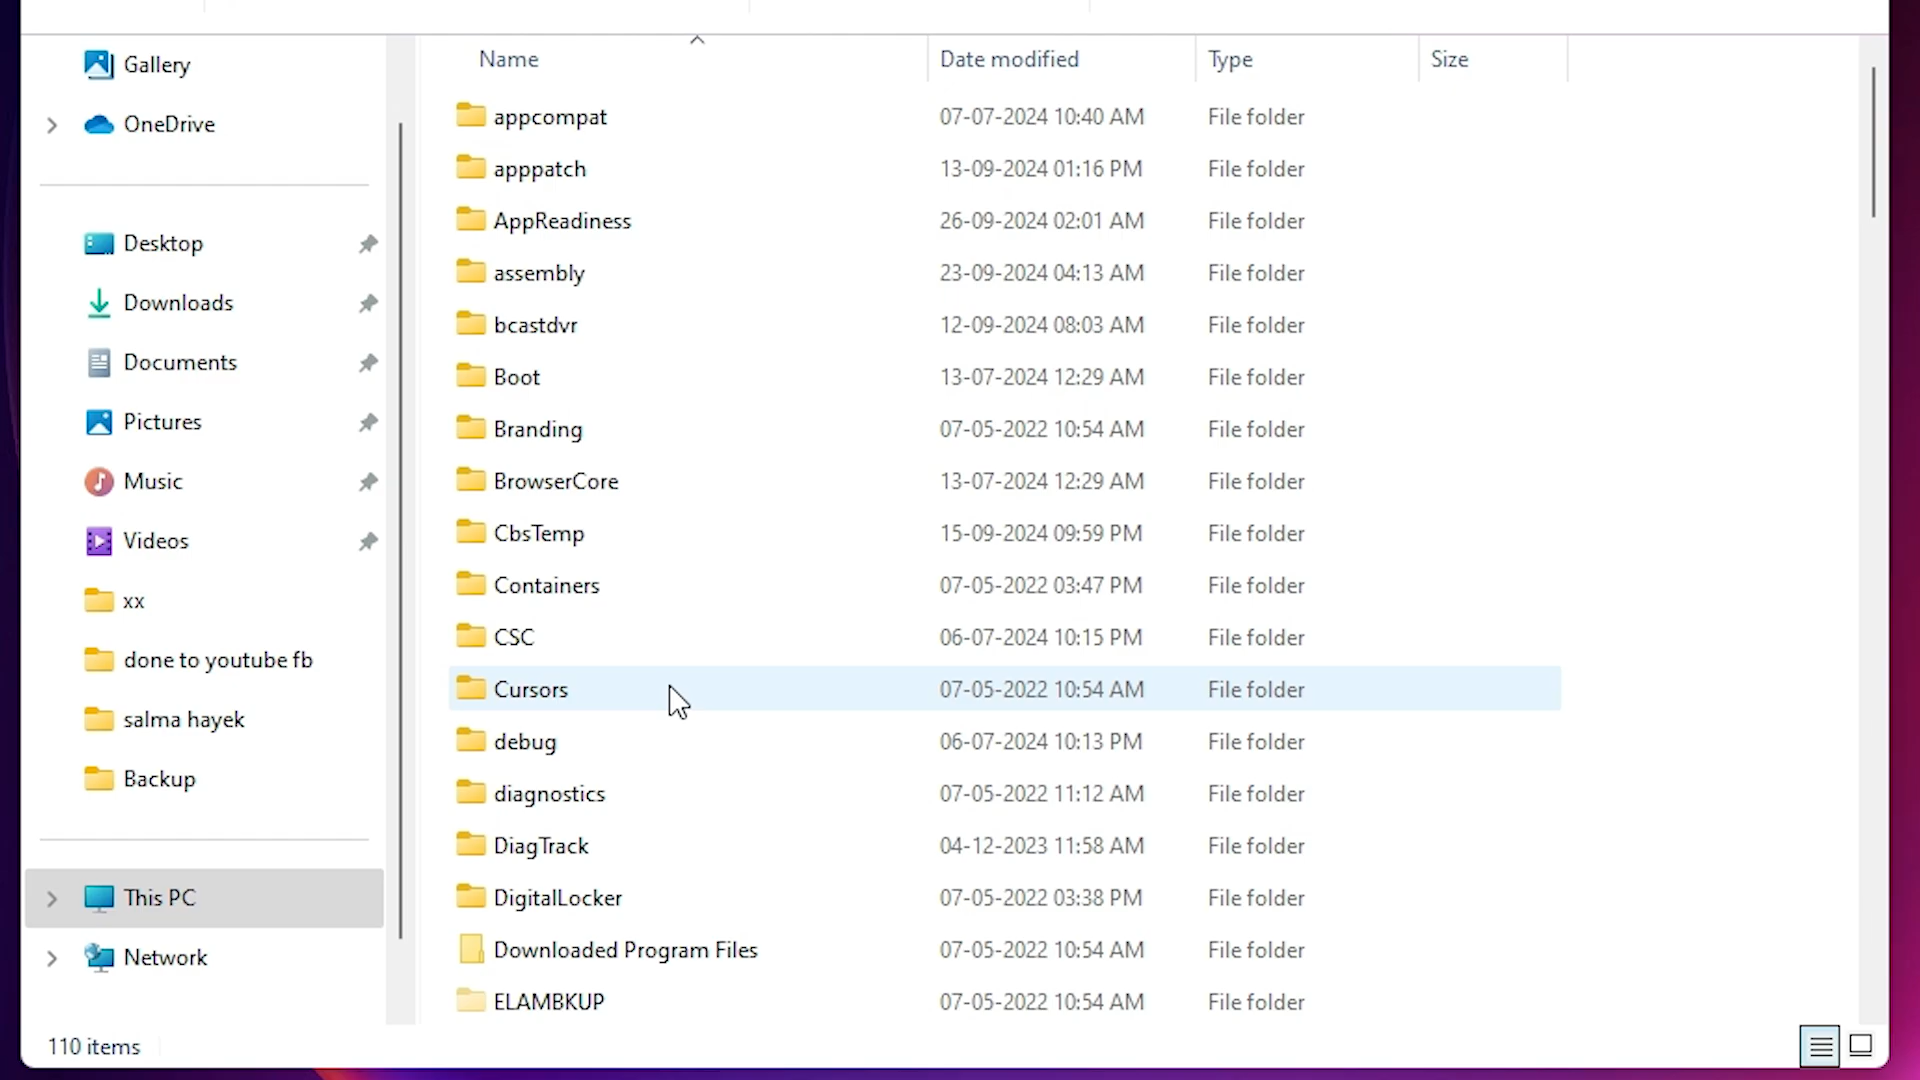 Gallery
OneDrive
Desktop
Downloads
Documents
Pictures
Music
Videos
xx
done to youtube fb
salma hayek
Backup
This PC
Network
Name Date modified Type Size
appcompat 07-07-2024 10:40 AM File folder
apppatch 13-09-2024 01:16 PM File folder
AppReadiness 26-09-2024 02:01 AM File folder
assembly 23-09-2024 04:13 AM File folder
bcastdvr 12-09-2024 08:03 AM File folder
Boot 13-07-2024 12:29 AM File folder
Branding 07-05-2022 10:54 AM File folder
BrowserCore 13-07-2024 12:29 AM File folder
CbsTemp 15-09-2024 09:59 PM File folder
Containers 07-05-2022 03:47 PM File folder
CSC 06-07-2024 10:15 PM File folder
Cursors 07-05-2022 10:54 AM File folder
debug 06-07-2024 10:13 PM File folder
diagnostics 07-05-2022 11:12 AM File folder
DiagTrack 04-12-2023 11:58 AM File folder
DigitalLocker 07-05-2022 03:38 PM File folder
Downloaded Program Files 07-05-2022 10:54 AM File folder
ELAMBKUP 07-05-2022 10:54 AM File folder
110 items